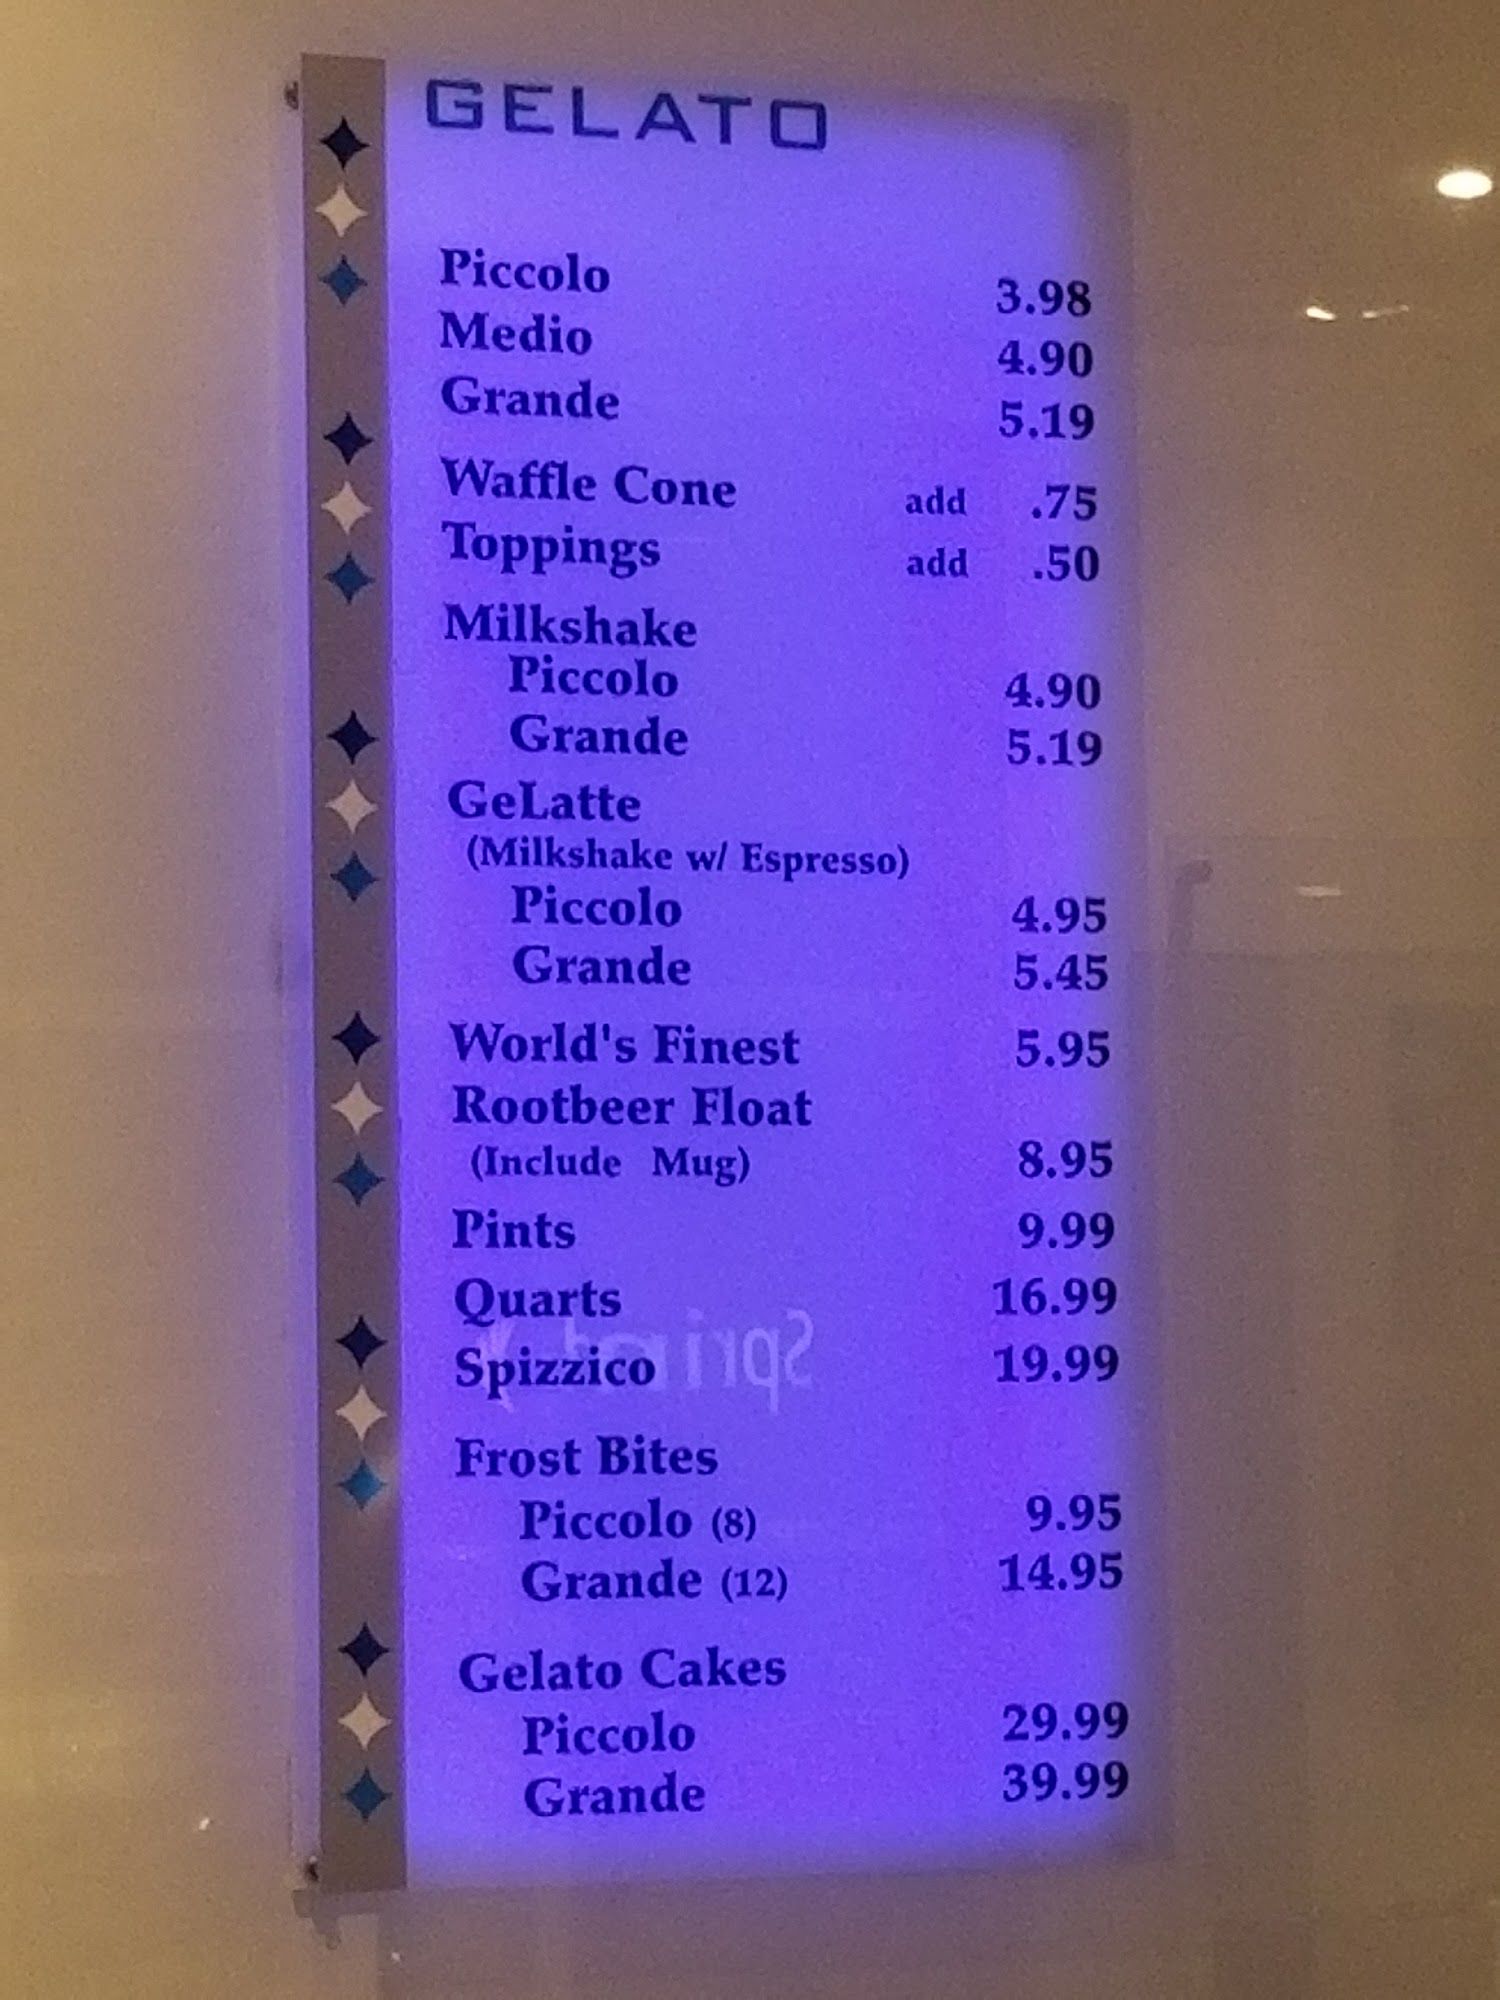 GELATO
Piccolo 3.98
Medio 4.90
Grande 5.19
Waffle Cone add .75
Toppings add .50
Milkshake
Piccolo 4.90
Grande 5.19
GeLatte
(Milkshake w/ Espresso)
Piccolo 4.95
Grande 5.45
World's Finest 5.95
Rootbeer Float
(Include Mug) 8.95
Pints 9.99
Quarts 16.99
Sprint
Spizzico 19.99
Frost Bites
Piccolo (8) 9.95
Grande (12) 14.95
Gelato Cakes
Piccolo 29.99
Grande 39.99